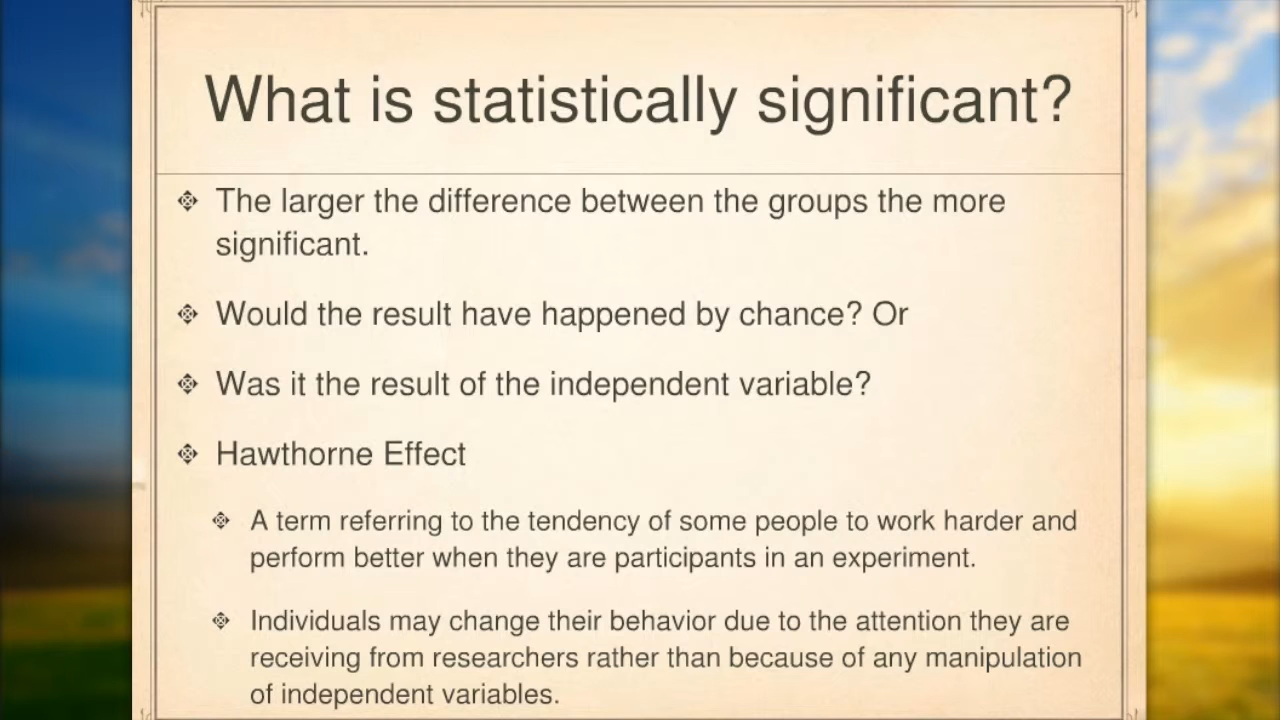 What is statistically significant?
The larger the difference between the groups the more
significant.
Would the result have happened by chance? Or
Was it the result of the independent variable?
Hawthorne Effect
A term referring to the tendency of some people to work harder and
perform better when they are participants in an experiment.
Individuals may change their behavior due to the attention they are
receiving from researchers rather than because of any manipulation
of independent variables.